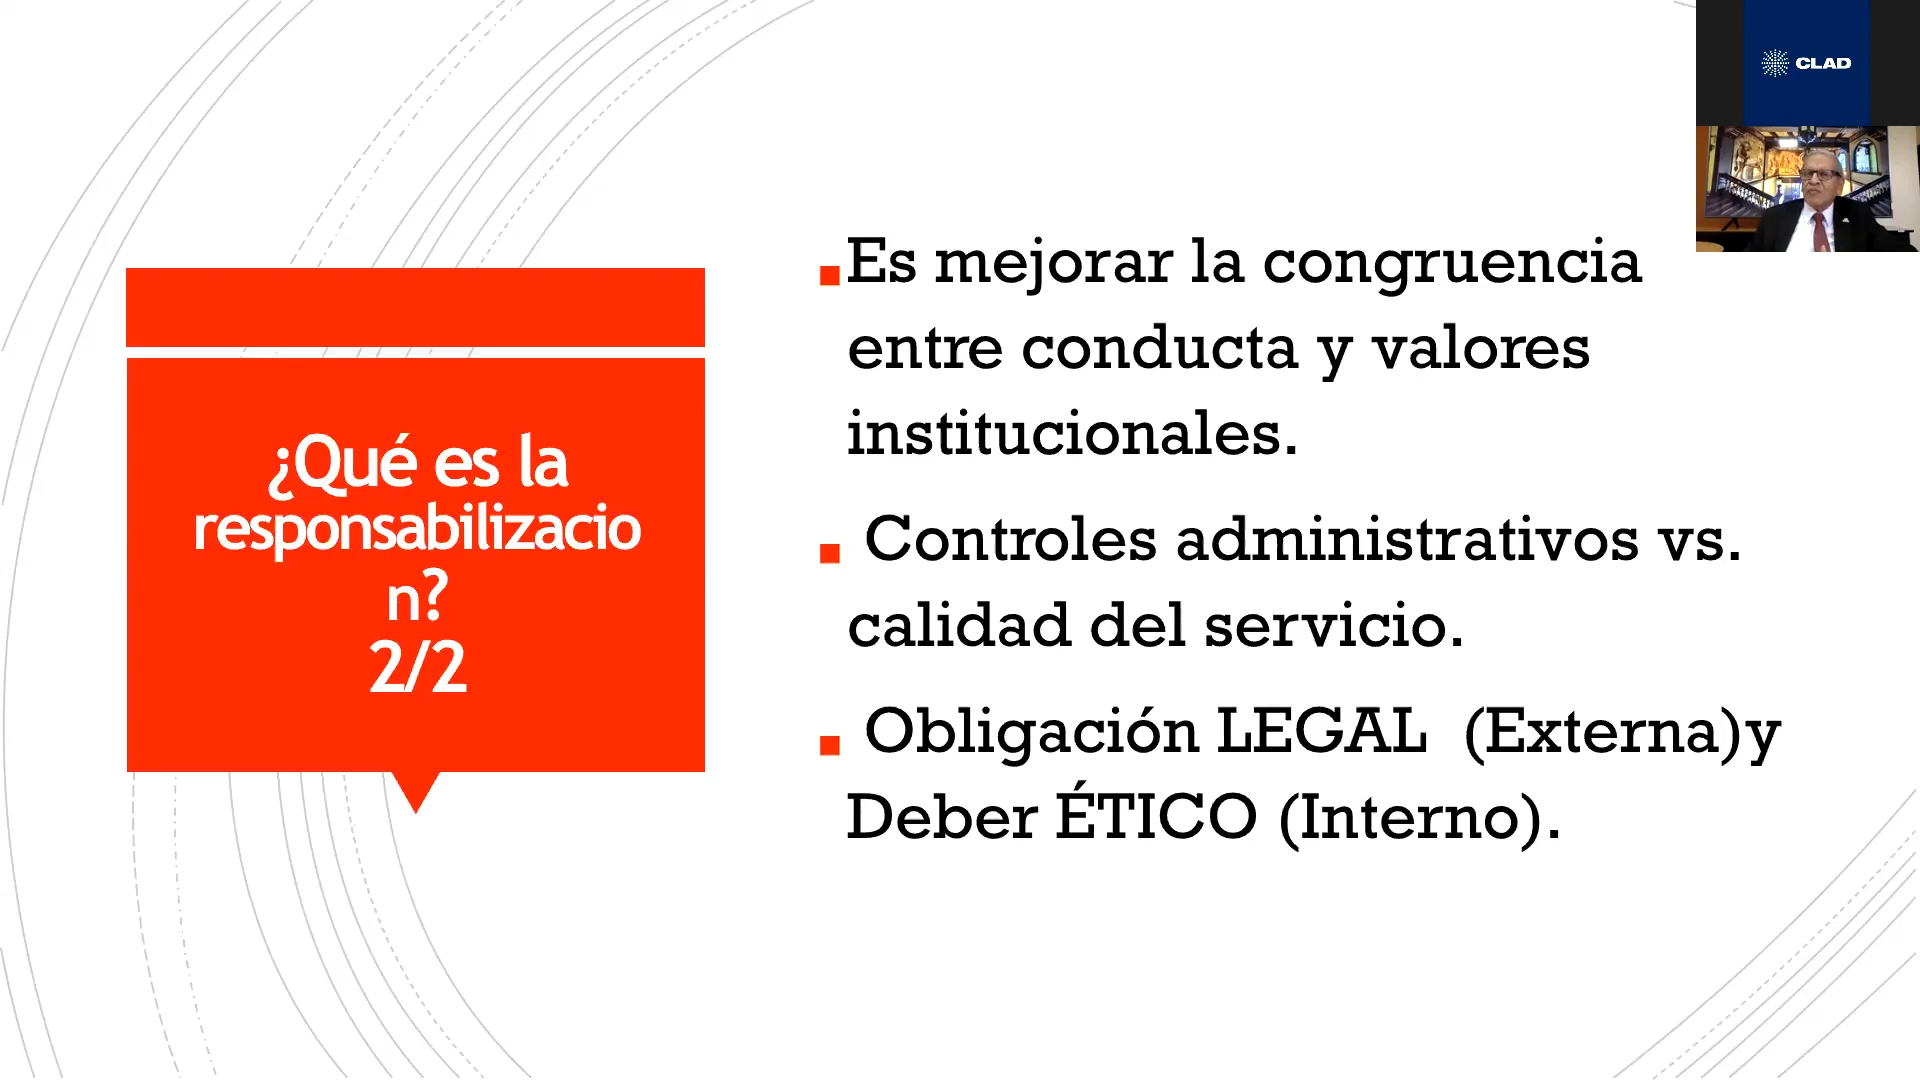 CLAD
¿Qué es la
responsabilizacio
n?
2/2
Es mejorar la congruencia
entre conducta y valores
institucionales.
Controles administrativos vs.
calidad del servicio.
Obligación LEGAL (Externa)y
Deber ÉTICO (Interno).